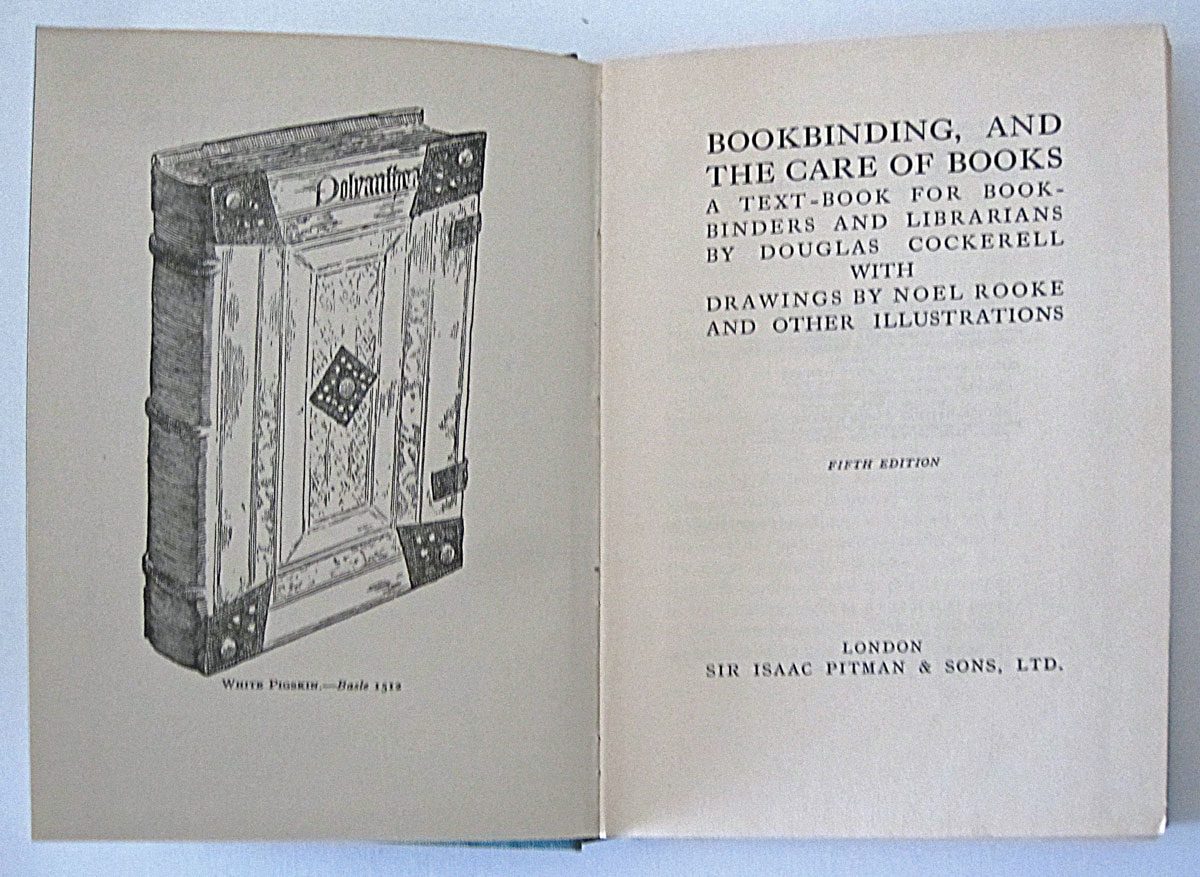 Polyanthea
WHITE PIGSKIN.—Basle 1512
BOOKBINDING, AND
THE CARE OF BOOKS
A TEXT-BOOK FOR BOOK-
BINDERS AND LIBRARIANS
BY DOUGLAS COCKERELL
WITH
DRAWINGS BY NOEL ROOKE
AND OTHER ILLUSTRATIONS
FIFTH EDITION
LONDON
SIR ISAAC PITMAN & SONS, LTD.